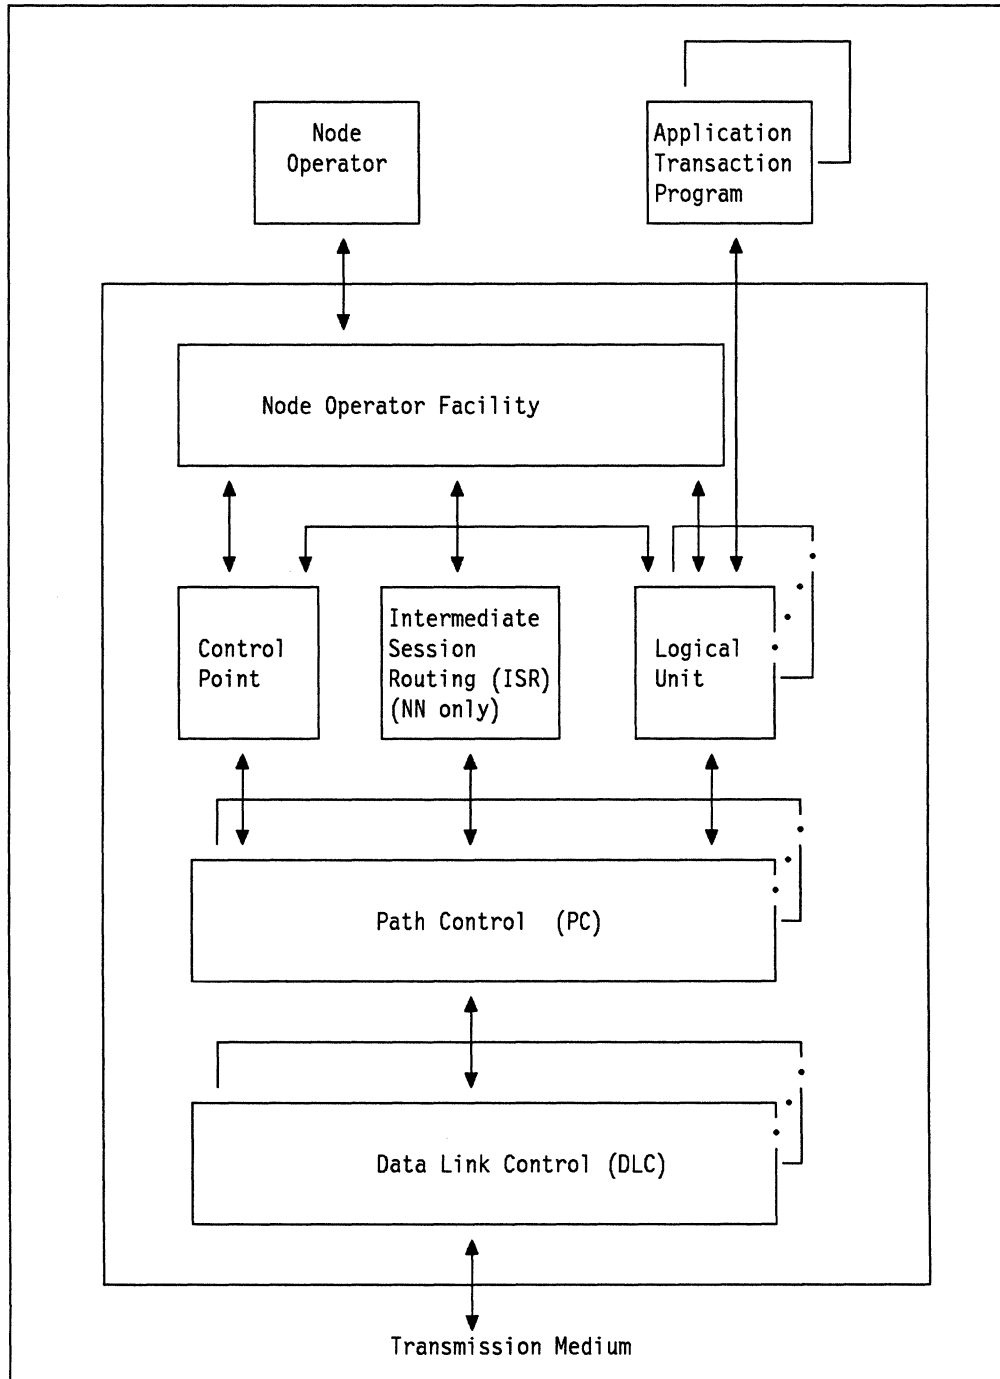 Node
Operator
Application
Transaction
Program
Node Operator Facility
Control
Point
Intermediate
Session
Routing (ISR)
(NN only)
Logical
Unit
Path Control (PC)
Data Link Control (DLC)
Transmission Medium